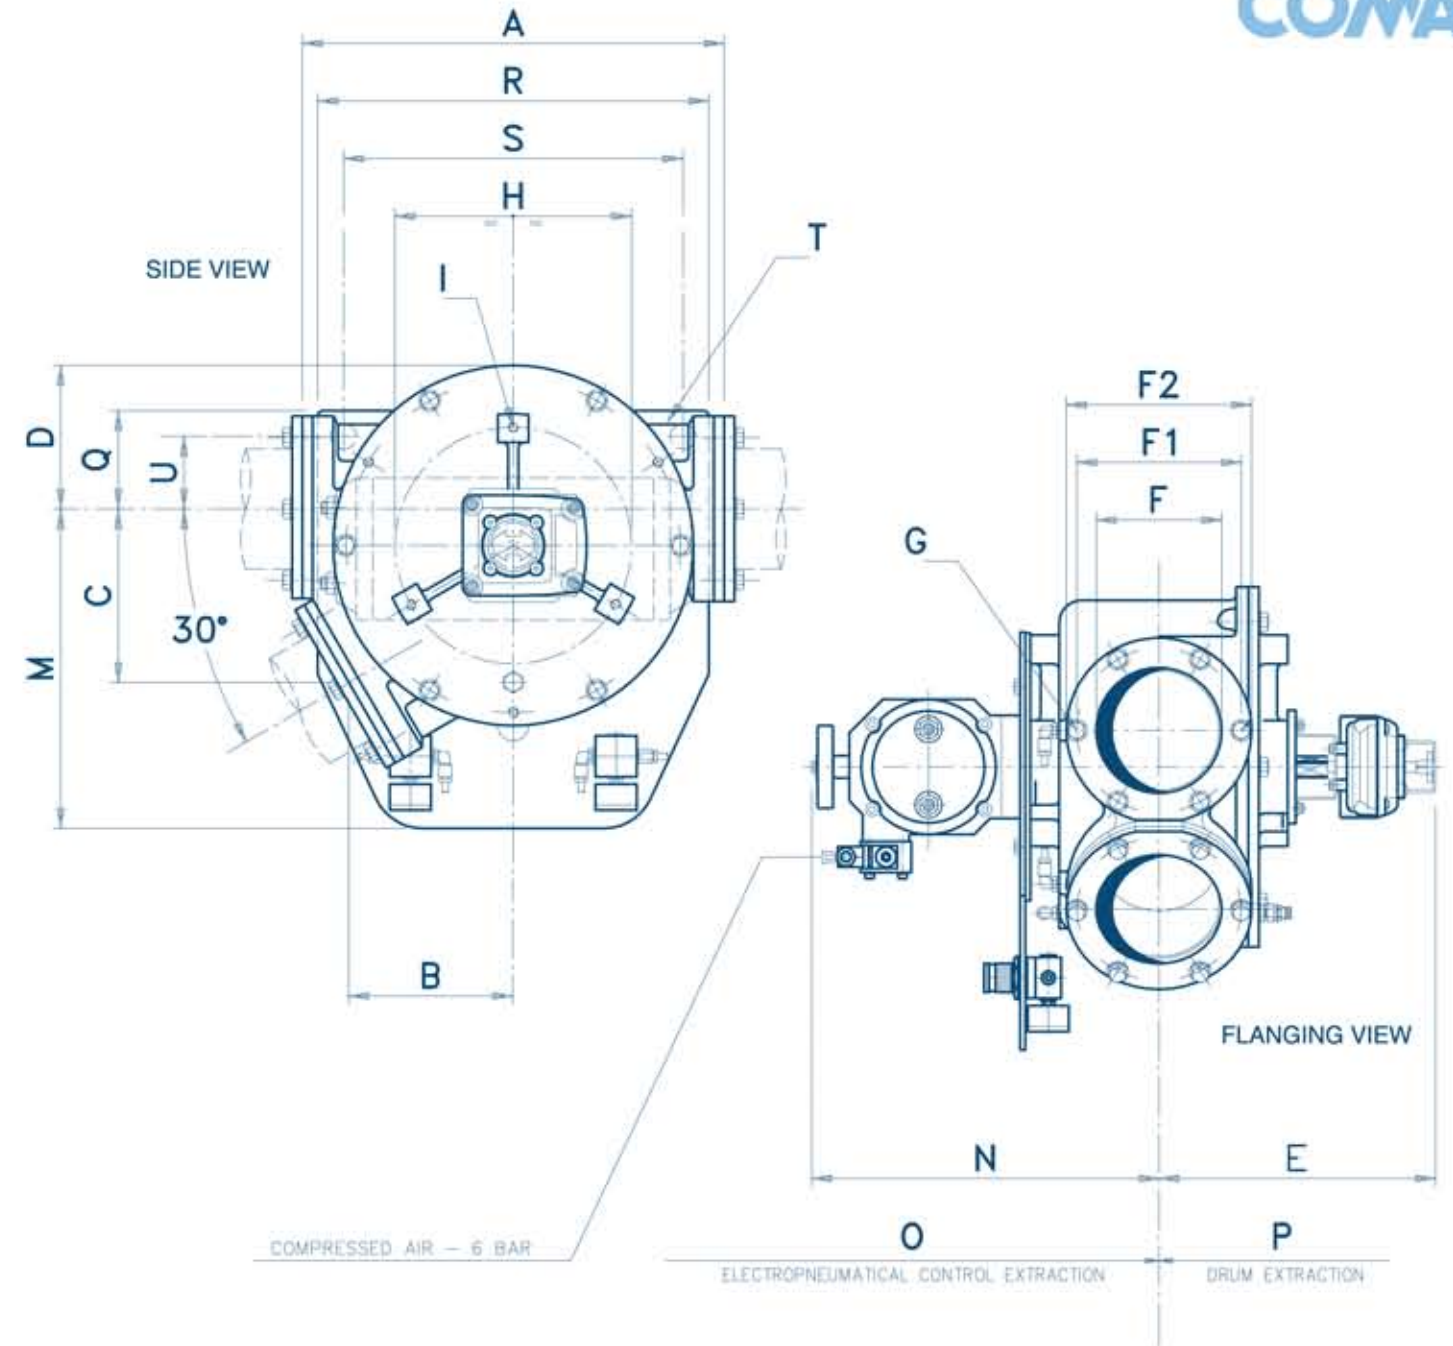 COMA
A
R
S
H
T
SIDE VIEW
I
D
Q
U
F2
F1
F
G
C
30°
M
B
FLANGING VIEW
N
E
COMPRESSED AIR - 6 BAR
O
P
ELECTROPNEUMATICAL CONTROL EXTRACTION
DRUM EXTRACTION